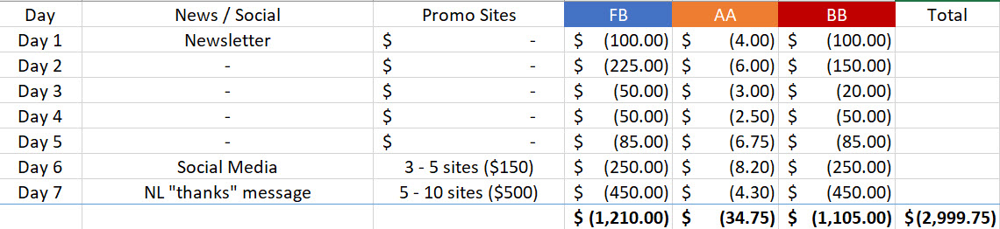 Day News / Social Promo Sites FB AA BB Total
Day 1 Newsletter $ - $ (100.00) $ (4.00) $ (100.00)
Day 2 - $ - $ (225.00) $ (6.00) $ (150.00)
Day 3 - $ - $ (50.00) $ (3.00) $ (20.00)
Day 4 - $ - $ (50.00) $ (2.50) $ (50.00)
Day 5 - $ - $ (85.00) $ (6.75) $ (85.00)
Day 6 Social Media 3 - 5 sites ($150) $ (250.00) $ (8.20) $ (250.00)
Day 7 NL "thanks" message 5 - 10 sites ($500) $ (450.00) $ (4.30) $ (450.00)
$ (1,210.00) $ (34.75) $ (1,105.00) $(2,999.75)